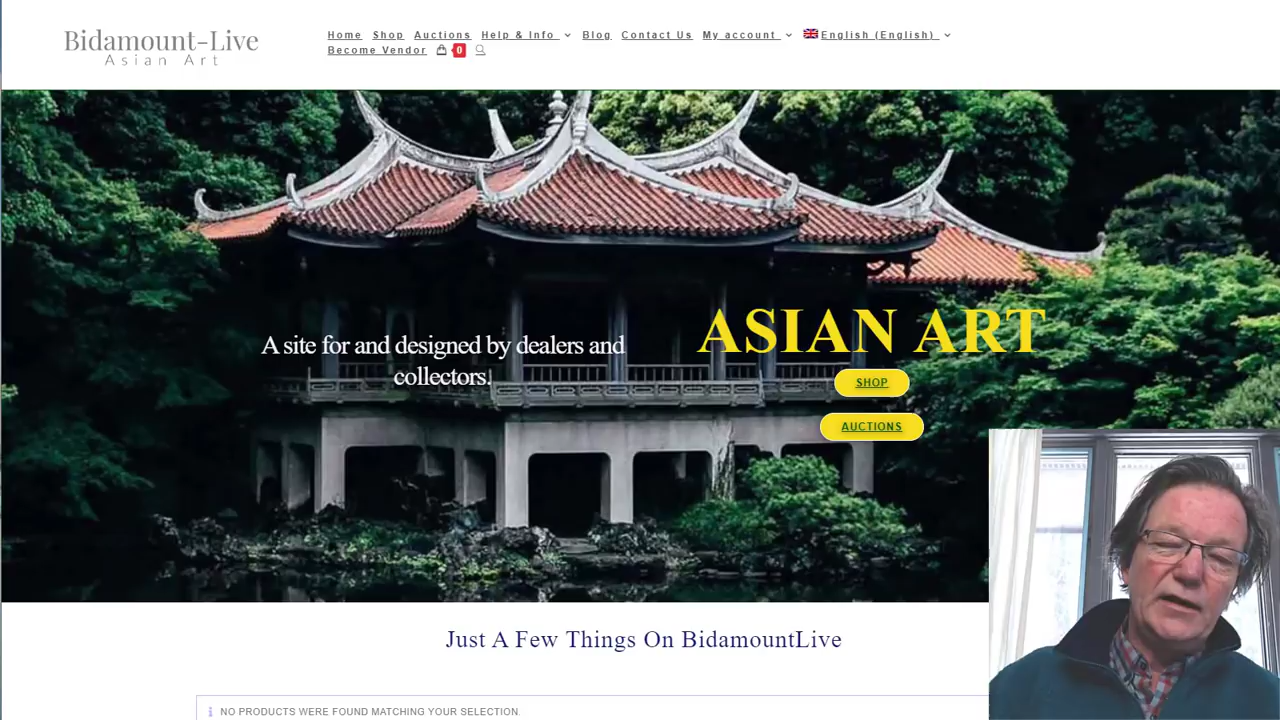 Bidamount-Live
Asian Art
Home Shop Auctions Help & Info Blog Contact Us My account English (English)
Become Vendor 0
A site for and designed by dealers and
collectors.
ASIAN ART
SHOP
AUCTIONS
Just A Few Things On BidamountLive
NO PRODUCTS WERE FOUND MATCHING YOUR SELECTION.